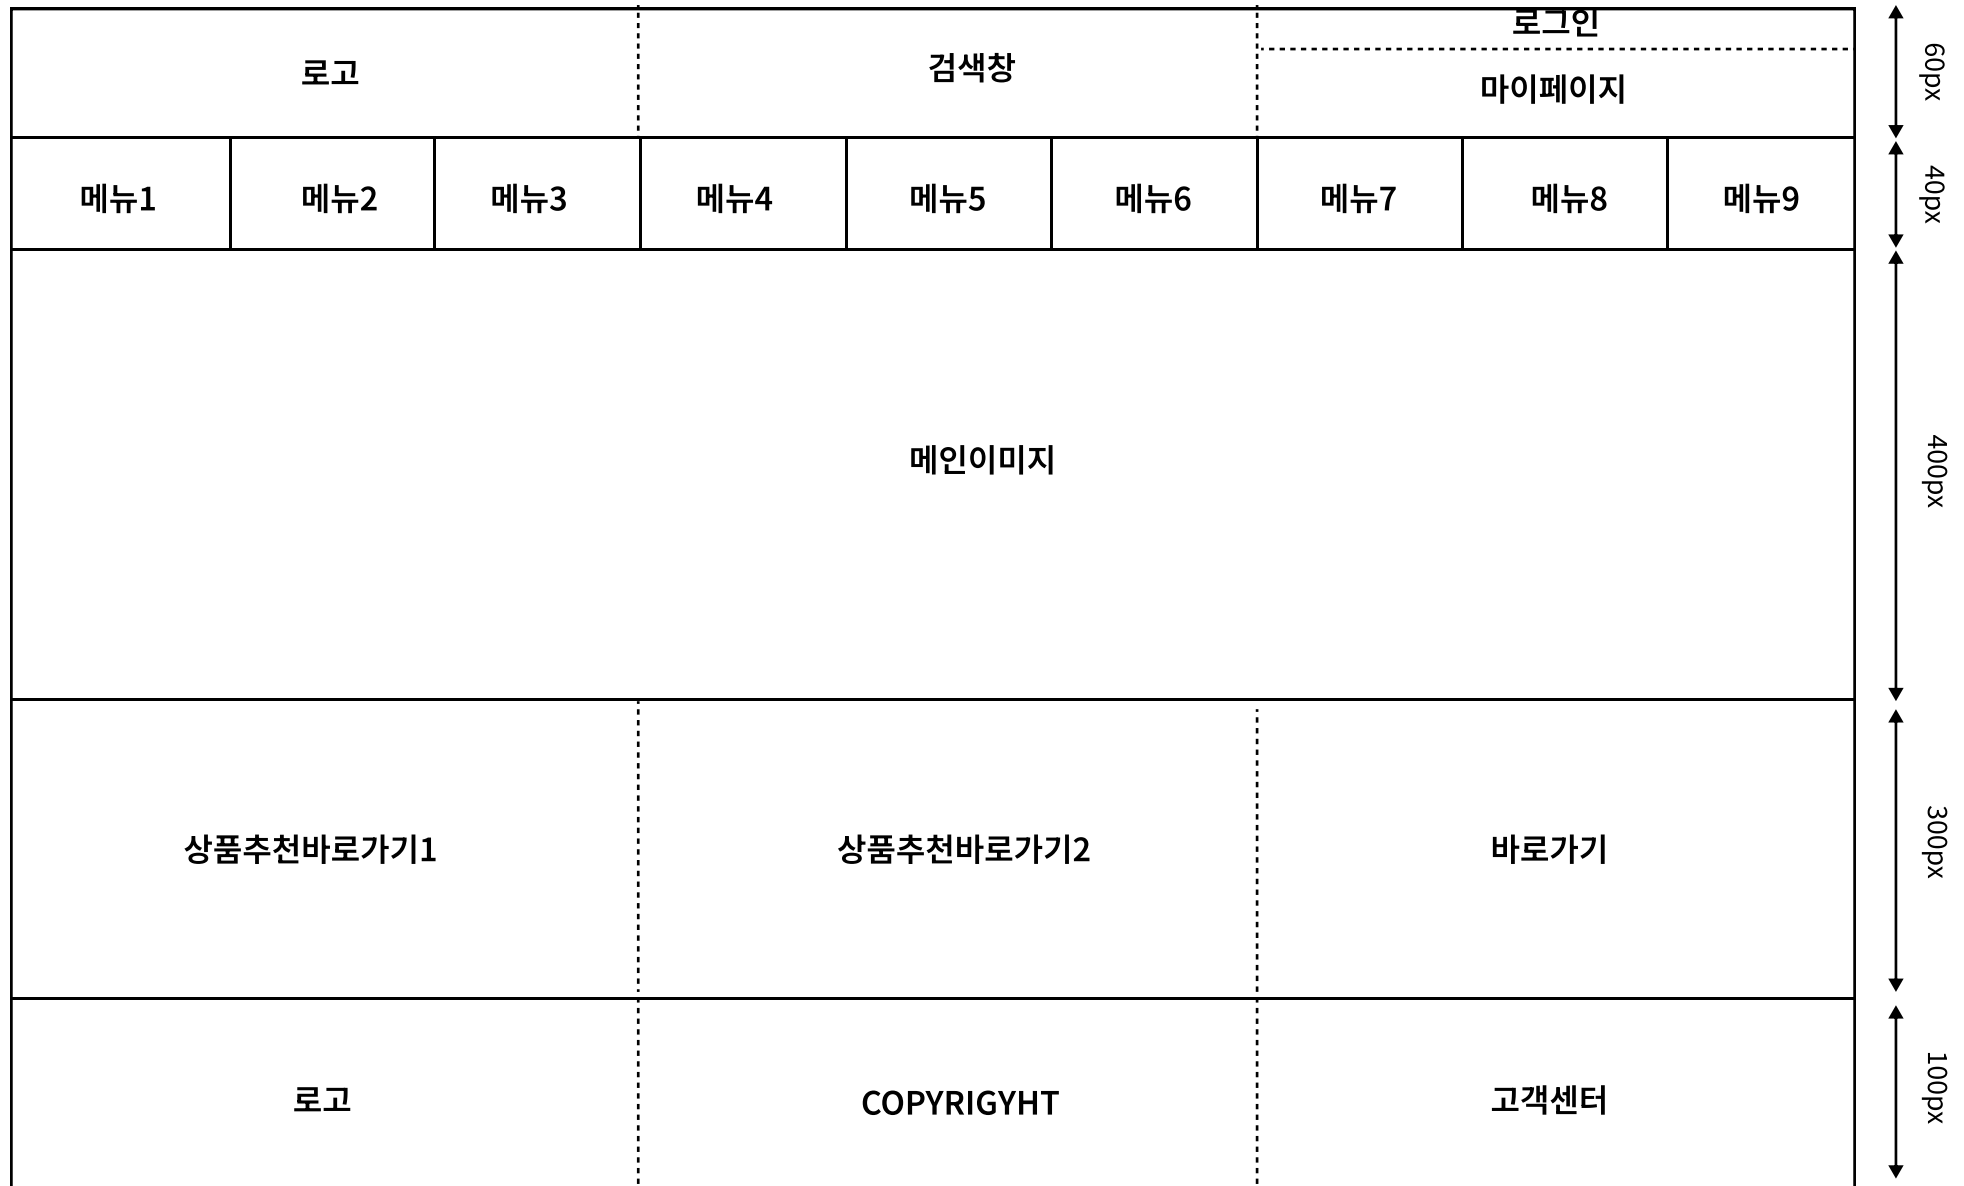 로그인
로고
검색창
마이페이지
60px
메뉴1
메뉴2
메뉴3
메뉴4
메뉴5
메뉴6
메뉴7
메뉴8
메뉴9
40px
메인이미지
400px
상품추천바로가기1
상품추천바로가기2
바로가기
300px
로고
COPYRIGYHT
고객센터
100px